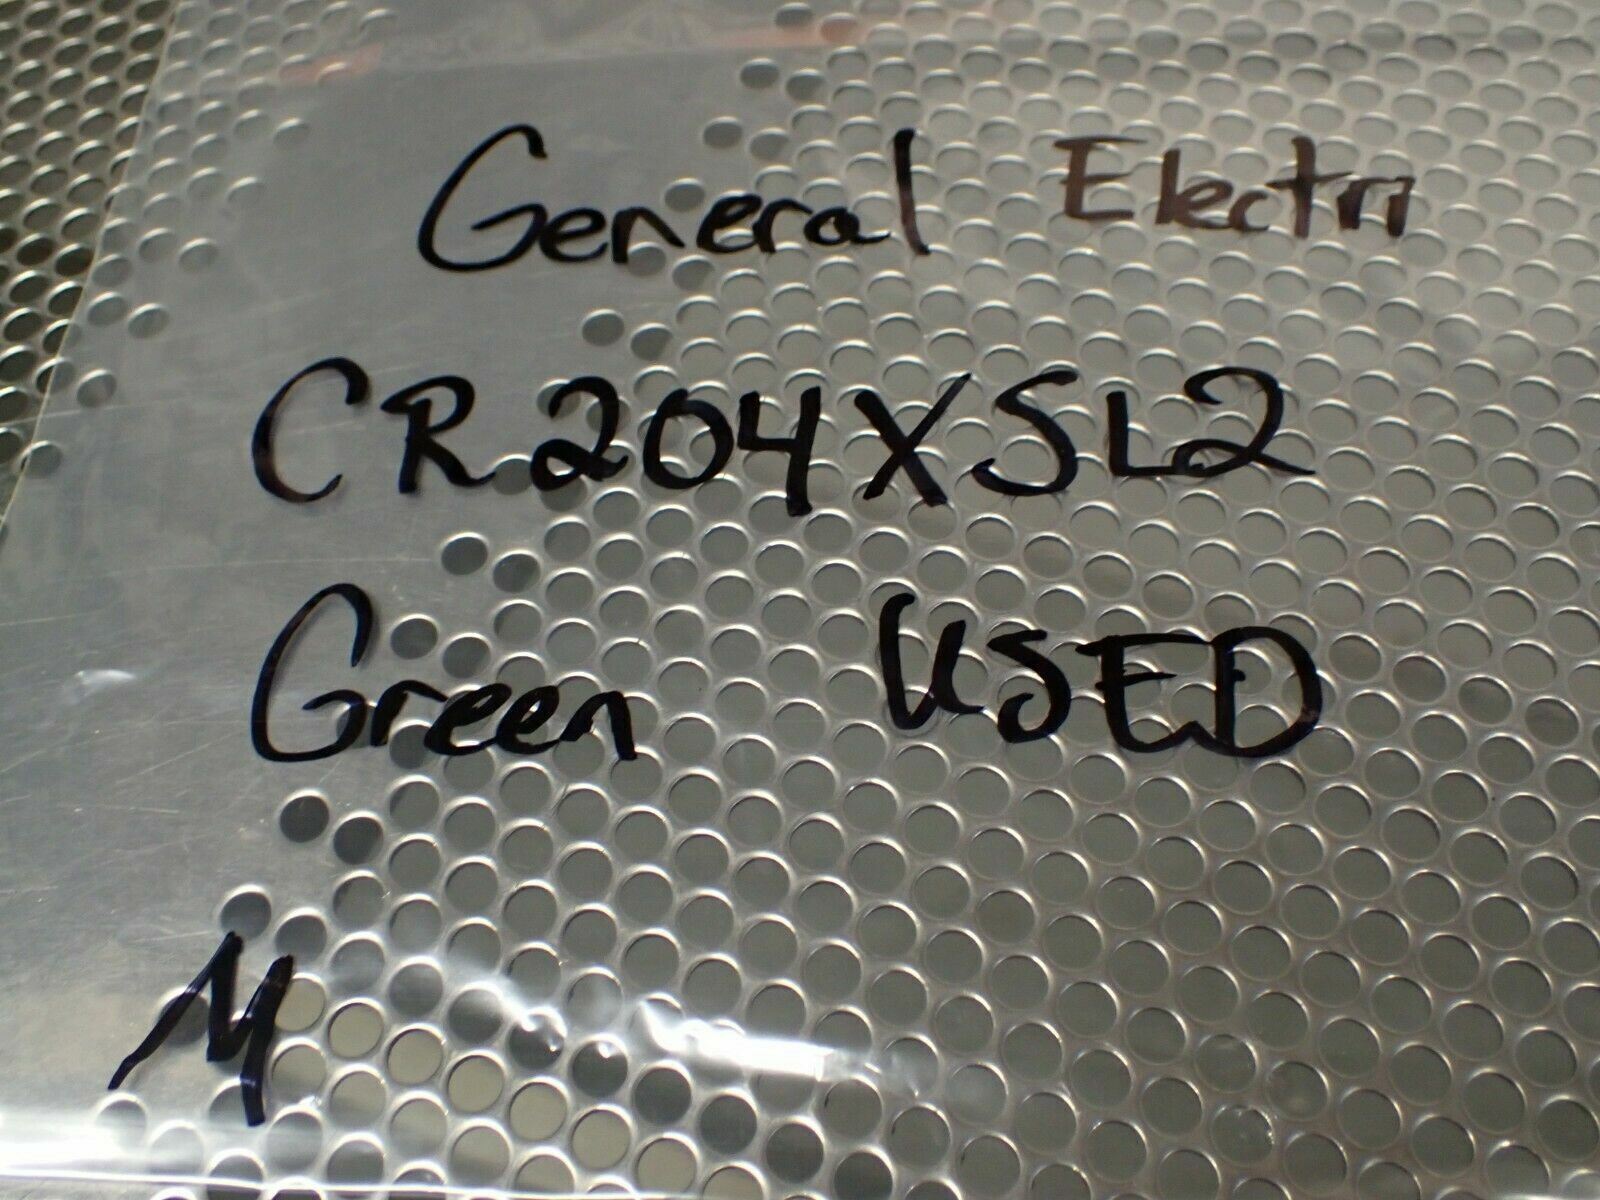 General Electri
CR204XSL2
Green USED
M